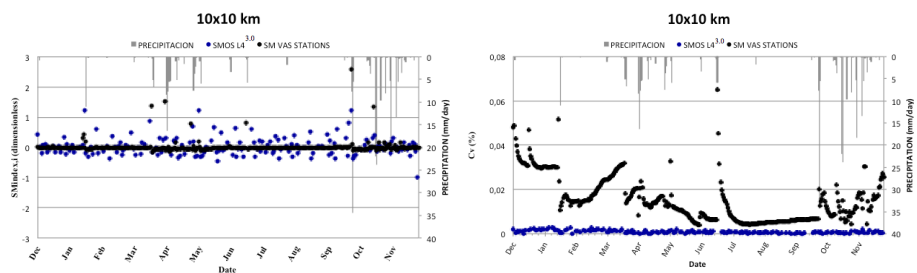 10x10 km
PRECIPITACION SMOS L4 3.0 SM VAS STATIONS
3
2
1
0
-1
-2
-3
SMindexi (dimensionless)
0
5
10
15
20
25
30
35
40
PRECIPITATION (mm/day)
Dec Jan Feb Mar Apr May Jun Jul Aug Sep Oct Nov
Date
10x10 km
PRECIPITACION SMOS L4 3.0 SM VAS STATIONS
0,08
0,06
0,04
0,02
0
Cv (%)
0
5
10
15
20
25
30
35
40
PRECIPITATION (mm/day)
Dec Jan Feb Mar Apr May Jun Jul Aug Sep Oct Nov
Date